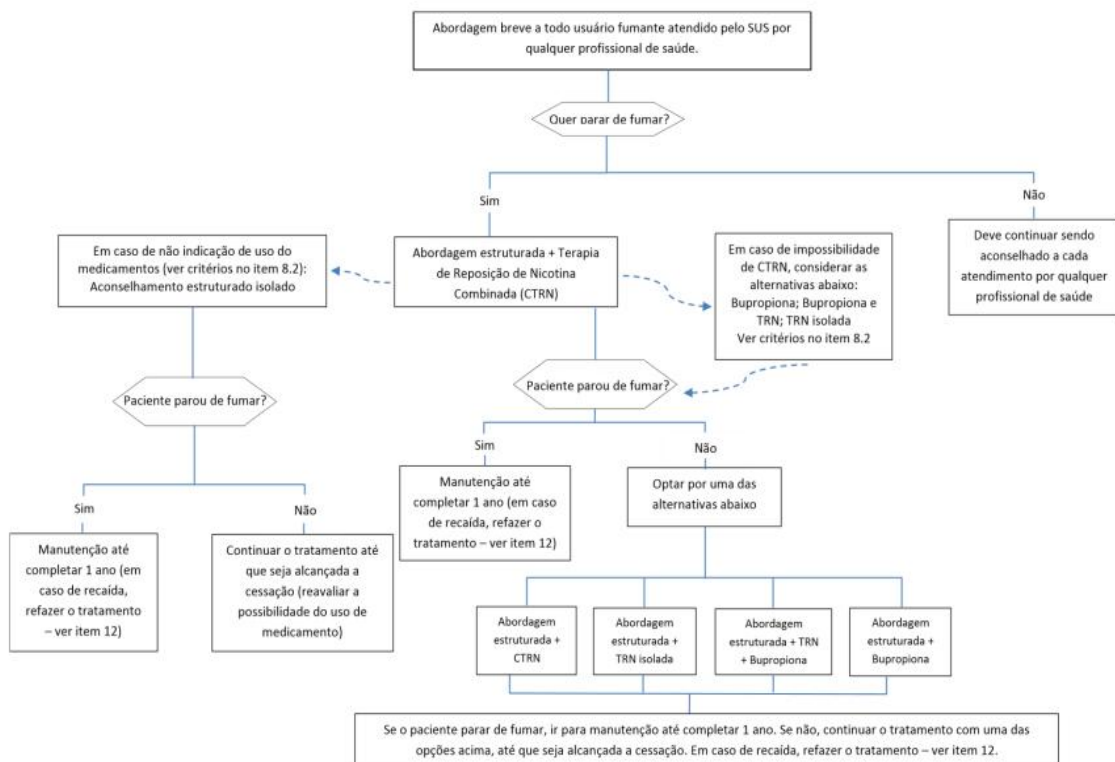 Abordagem breve a todo usuário fumante atendido pelo SUS por
qualquer profissional de saúde.
Quer parar de fumar?
Sim
Não
Em caso de não indicação de uso do
medicamentos (ver critérios no item 8.2):
Aconselhamento estruturado isolado
Abordagem estruturada + Terapia
de Reposição de Nicotina
Combinada (CTRN)
Em caso de impossibilidade
de CTRN, considerar as
alternativas abaixo:
Bupropiona; Bupropiona e
TRN; TRN isolada
Ver critérios no item 8.2
Deve continuar sendo
aconselhado a cada
atendimento por qualquer
profissional de saúde
Paciente parou de fumar?
Sim
Não
Manutenção até
completar 1 ano (em
caso de recaída,
refazer o tratamento
– ver item 12)
Continuar o tratamento até
que seja alcançada a
cessação (reavaliar a
possibilidade do uso de
medicamento)
Paciente parou de fumar?
Sim
Não
Manutenção até
completar 1 ano (em caso
de recaída, refazer o
tratamento – ver item 12)
Optar por uma das
alternativas abaixo
Abordagem
estruturada +
CTRN
Abordagem
estruturada +
TRN isolada
Abordagem
estruturada + TRN
+ Bupropiona
Abordagem
estruturada +
Bupropiona
Se o paciente parar de fumar, ir para manutenção até completar 1 ano. Se não, continuar o tratamento com uma das
opções acima, até que seja alcançada a cessação. Em caso de recaída, refazer o tratamento – ver item 12.